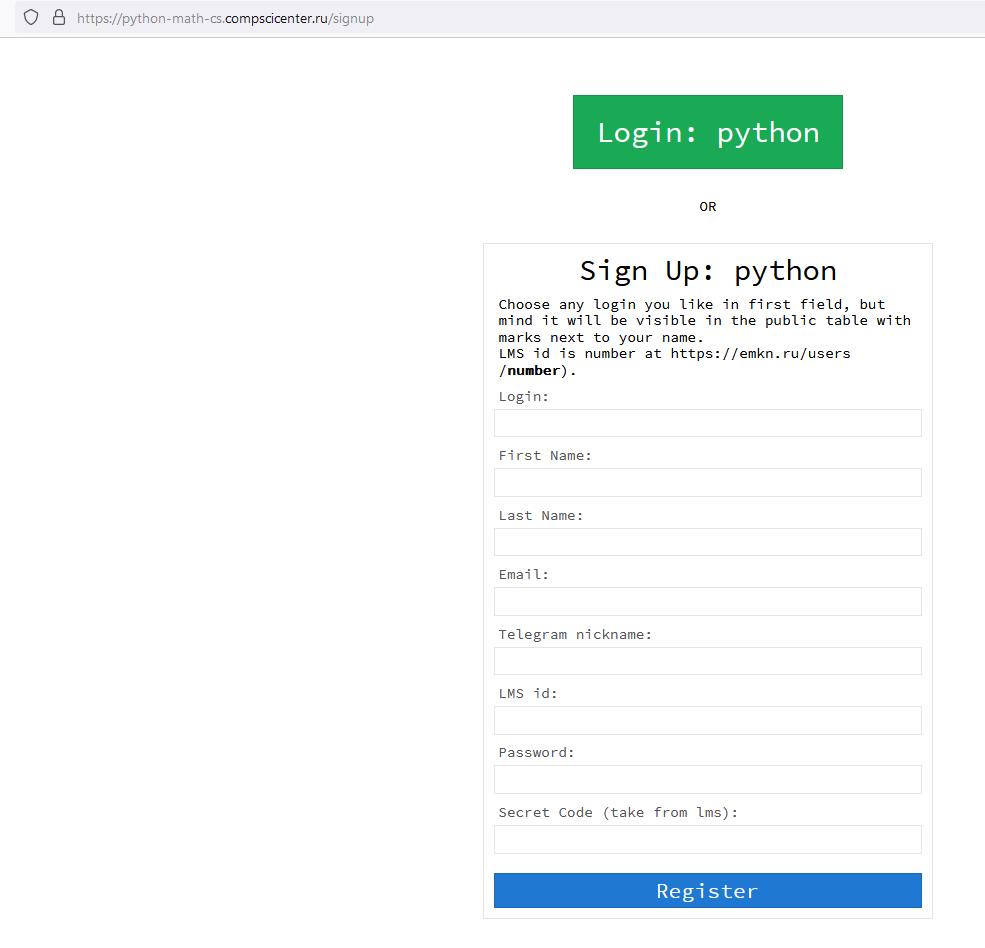 https://python-math-cs.compscicenter.ru/signup
Login: python
OR
Sign Up: python
Choose any login you like in first field, but
mind it will be visible in the public table with
marks next to your name.
LMS id is number at https://emkn.ru/users
/number).
Login:
First Name:
Last Name:
Email:
Telegram nickname:
LMS id:
Password:
Secret Code (take from lms):
Register